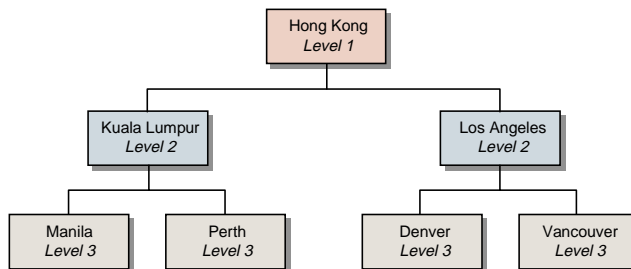 Hong Kong
Level 1
Kuala Lumpur
Level 2
Los Angeles
Level 2
Manila
Level 3
Perth
Level 3
Denver
Level 3
Vancouver
Level 3